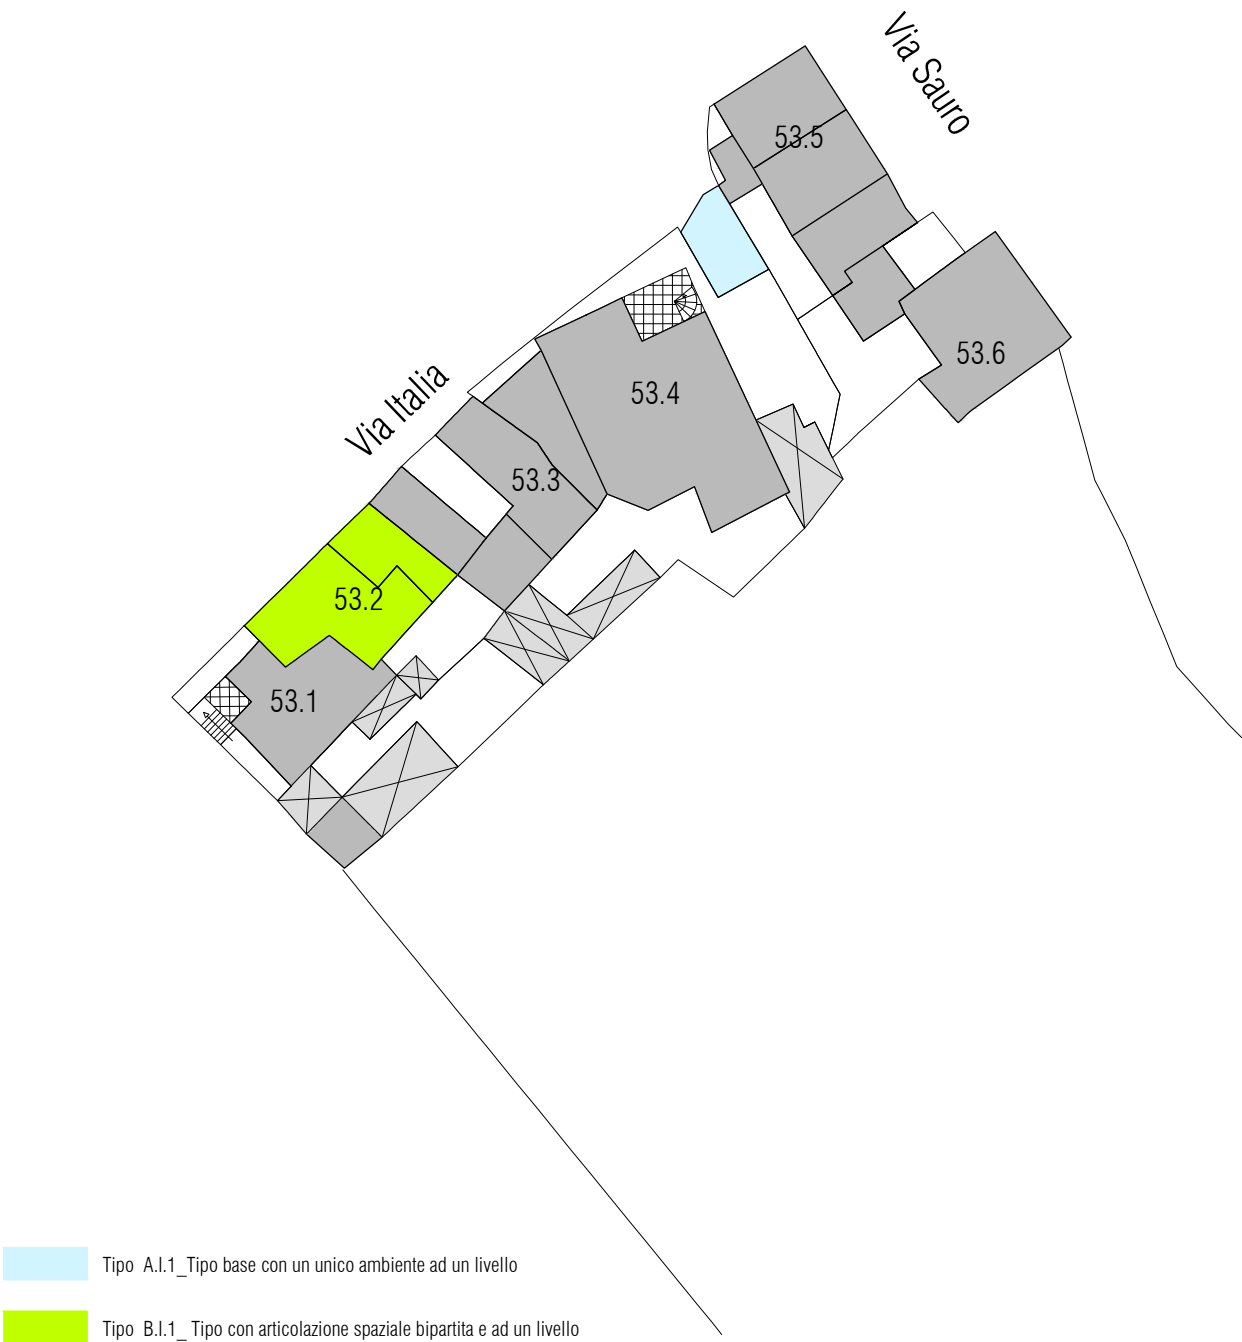 Via Sauro
53.5
53.6
53.4
Via Italia
53.3
53.2
53.1
Tipo A.I.1_Tipo base con un unico ambiente ad un livello
Tipo B.I.1_ Tipo con articolazione spaziale bipartita e ad un livello